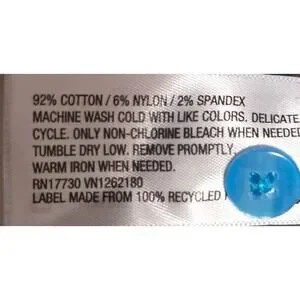 92% COTTON / 6% NYLON / 2% SPANDEX
MACHINE WASH COLD WITH LIKE COLORS. DELICATE
CYCLE. ONLY NON-CHLORINE BLEACH WHEN NEEDED
TUMBLE DRY LOW. REMOVE PROMPTLY.
WARM IRON WHEN NEEDED.
RN17730 VN1262180
LABEL MADE FROM 100% RECYCLED